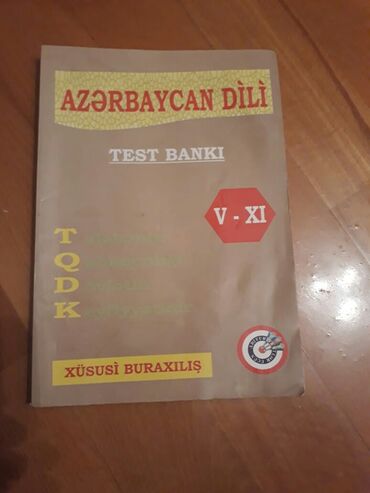 AZƏRBAYCAN DİLİ
TEST BANKI
V - XI
T
Q
D
K
XÜSUSİ BURAXILIŞ